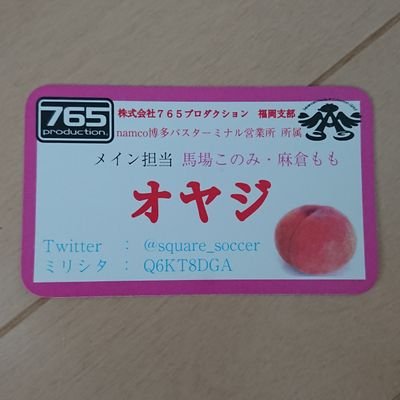 765
production
株式会社765プロダクション 福岡支部
namco博多バスターミナル営業所 所属
メイン担当 馬場このみ・麻倉もも
オヤジ
Twitter : @square_soccer
ミリシタ : Q6KT8DGA